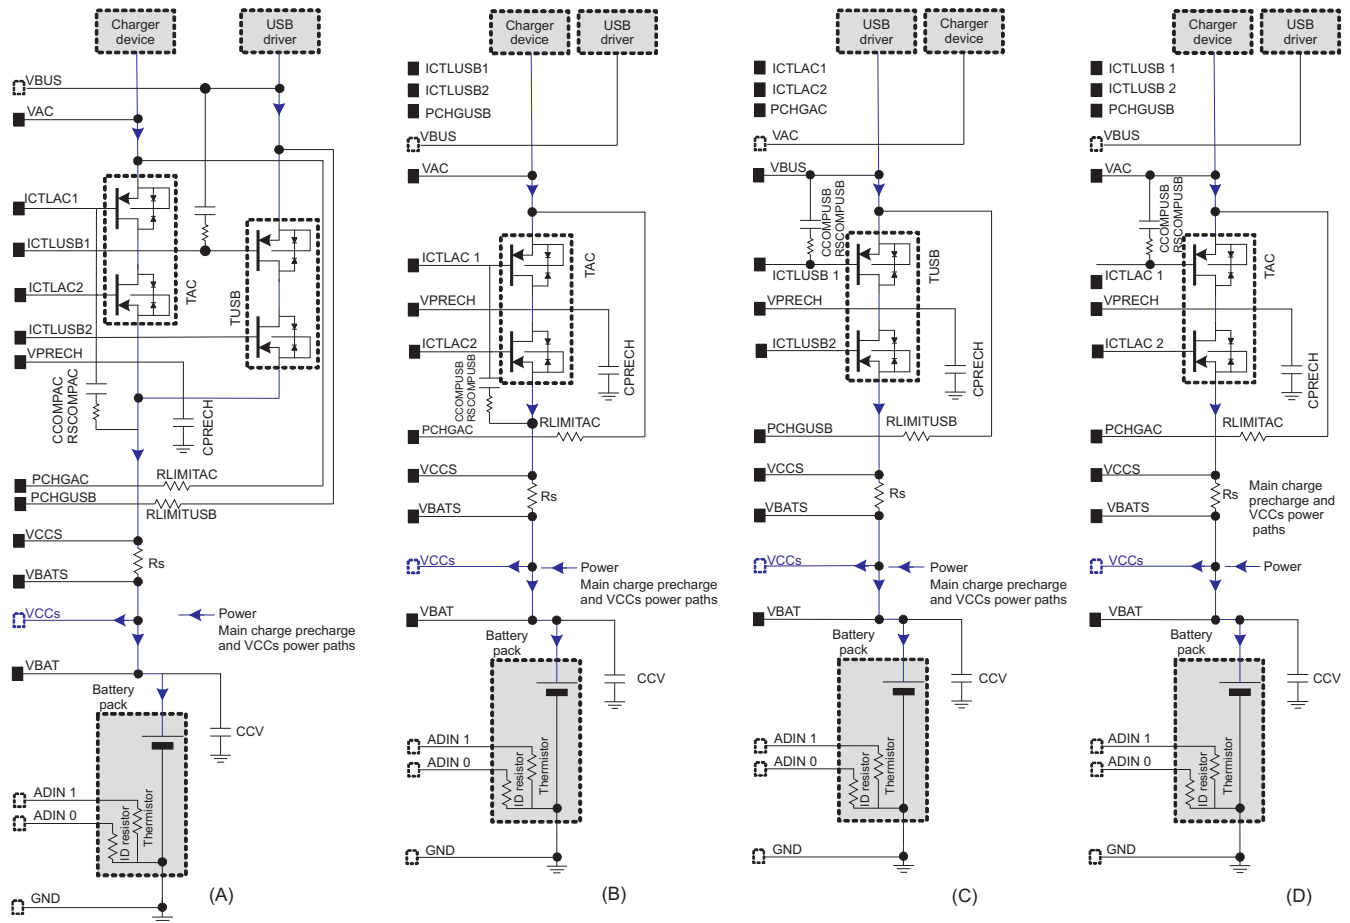 Charger
device
USB
driver
VBUS
VAC
ICTLAC1
ICTLUSB1
ICTLAC2
ICTLUSB2
VPRECH
TAC
TUSB
CCOMPAC
RSCOMPAC
CPRECH
PCHGAC
RLIMITAC
PCHGUSB
RLIMITUSB
VCCS
Rs
VBATS
VCCs
Power
Main charge precharge
and VCCs power paths
VBAT
Battery
pack
CCV
ADIN 1
ADIN 0
ID resistor
Thermistor
GND
(A)
Charger
device
USB
driver
ICTLUSB1
ICTLUSB2
PCHGUSB
VBUS
VAC
ICTLAC 1
TAC
VPRECH
ICTLAC2
CCOMPUSB
RSCOMPUSB
CPRECH
PCHGAC
RLIMITAC
VCCS
Rs
VBATS
VCCs
Power
Main charge precharge
and VCCs power paths
VBAT
Battery
pack
CCV
ADIN 1
ADIN 0
ID resistor
Thermistor
GND
(B)
USB
driver
Charger
device
ICTLAC1
ICTLAC2
PCHGAC
VAC
VBUS
CCOMPUSB
RSCOMPUSB
ICTLUSB 1
TUSB
VPRECH
ICTLUSB2
CPRECH
PCHGUSB
RLIMITUSB
VCCS
Rs
VBATS
VCCs
Power
Main charge precharge
and VCCs power paths
VBAT
Battery
pack
CCV
ADIN 1
ADIN 0
ID resistor
Thermistor
GND
(C)
Charger
device
USB
driver
ICTLUSB 1
ICTLUSB 2
PCHGUSB
VBUS
VAC
CCOMPUSB
RSCOMPUSB
ICTLAC 1
TAC
VPRECH
ICTLAC 2
CPRECH
PCHGAC
RLIMITAC
VCCS
Rs
Main charge
precharge and
VCCs power
paths
VBATS
VCCs
Power
VBAT
Battery
pack
CCV
ADIN 1
ADIN 0
ID resistor
Thermistor
GND
(D)